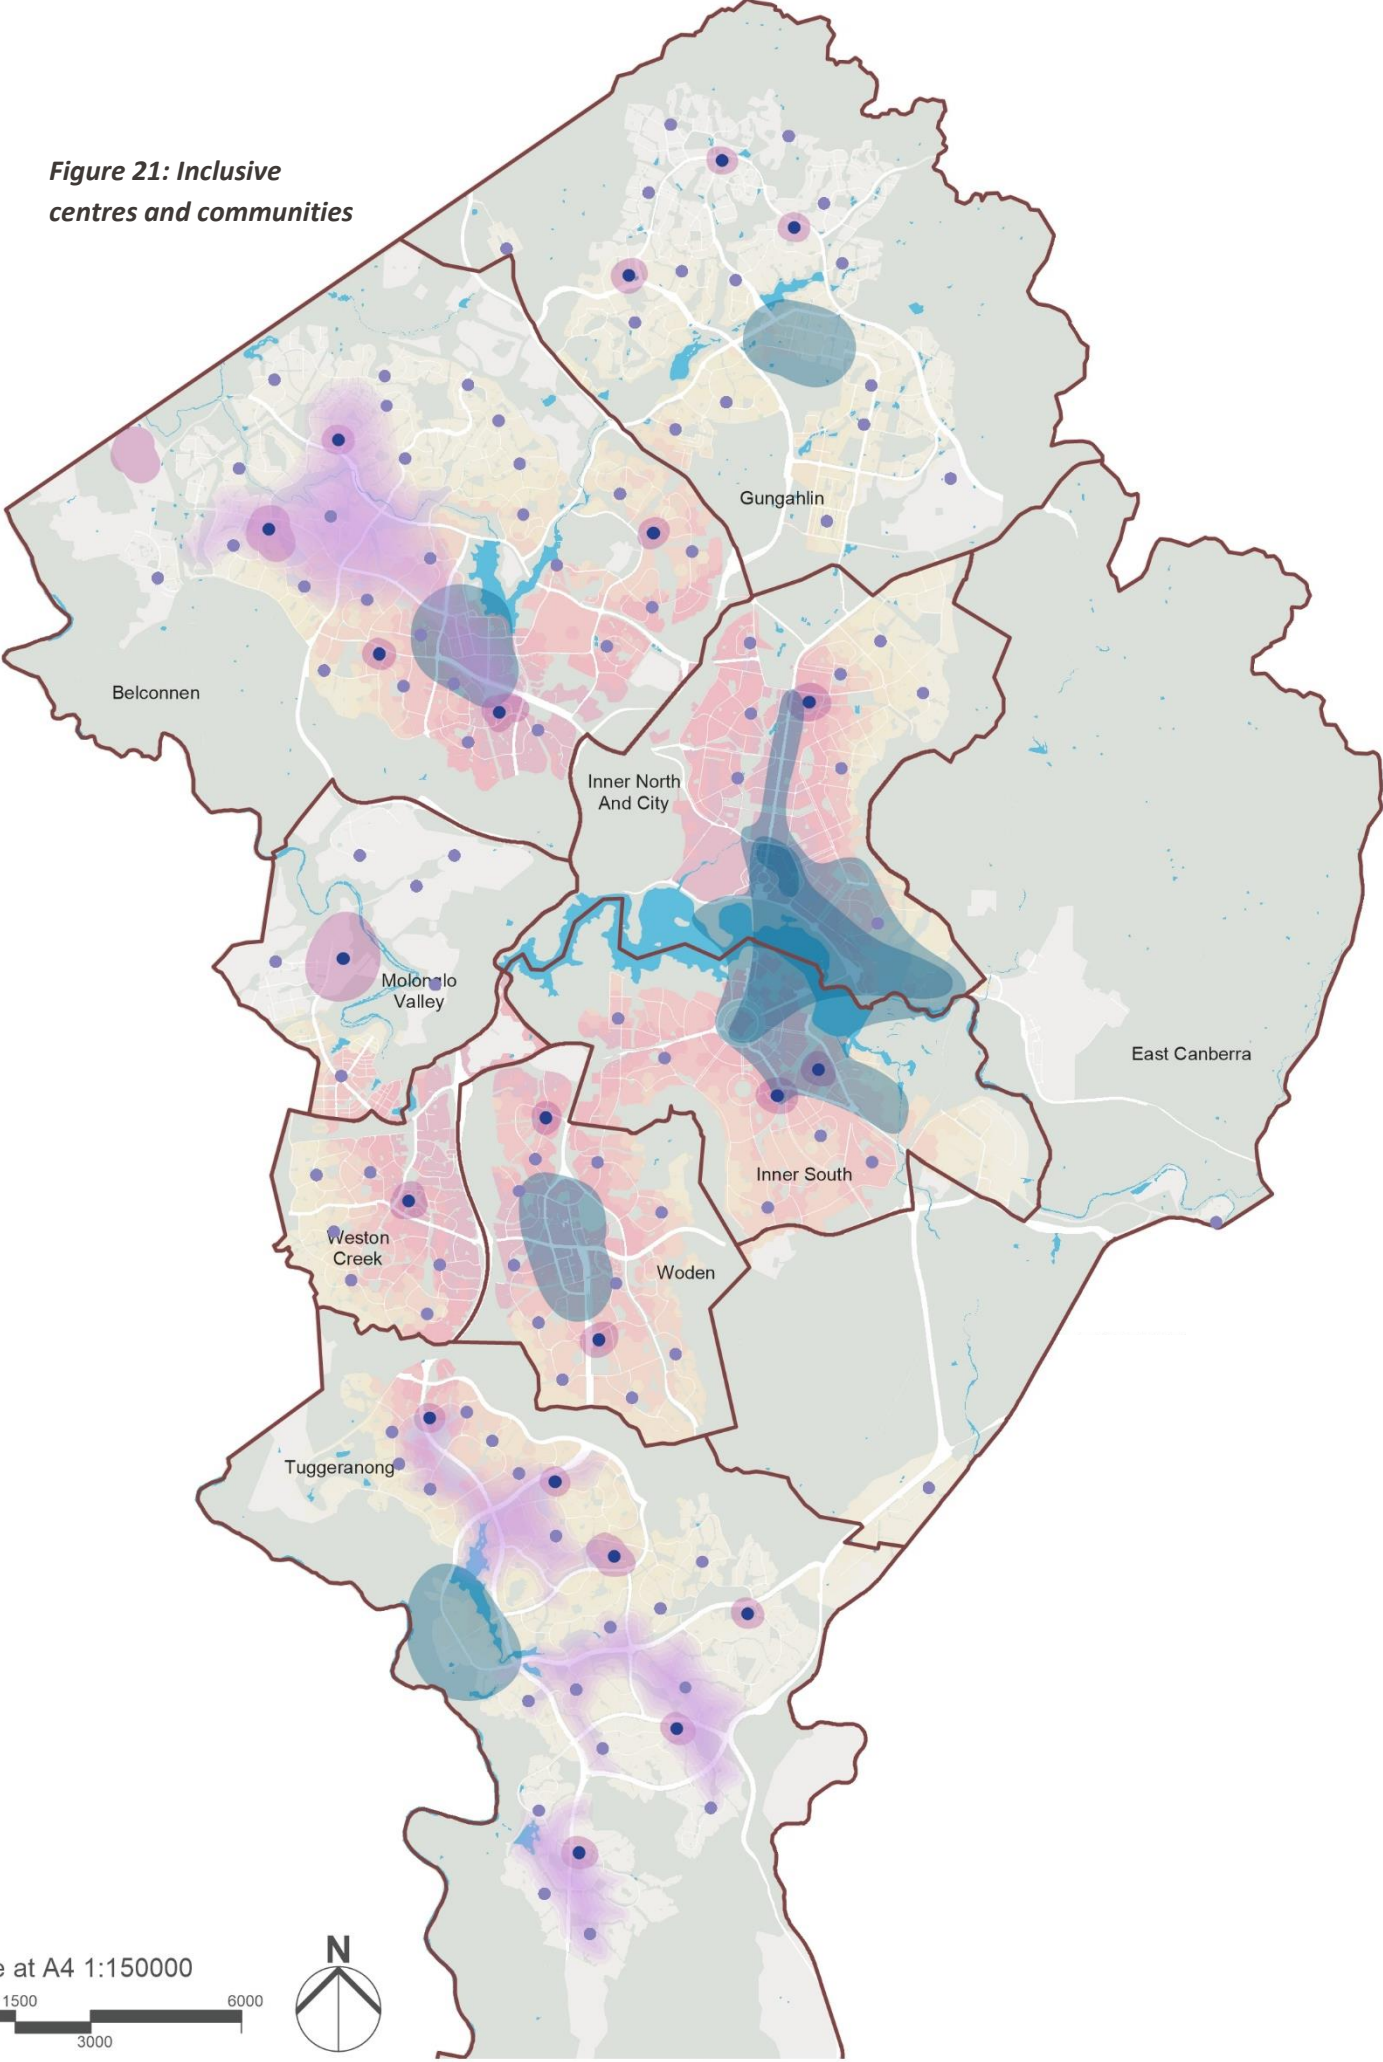 Figure 21: Inclusive
centres and communities
Gungahlin
Belconnen
Inner North
And City
Molonglo
Valley
East Canberra
Inner South
Weston
Creek
Woden
Tuggeranong
N
at A4 1:150000
1500 6000
3000